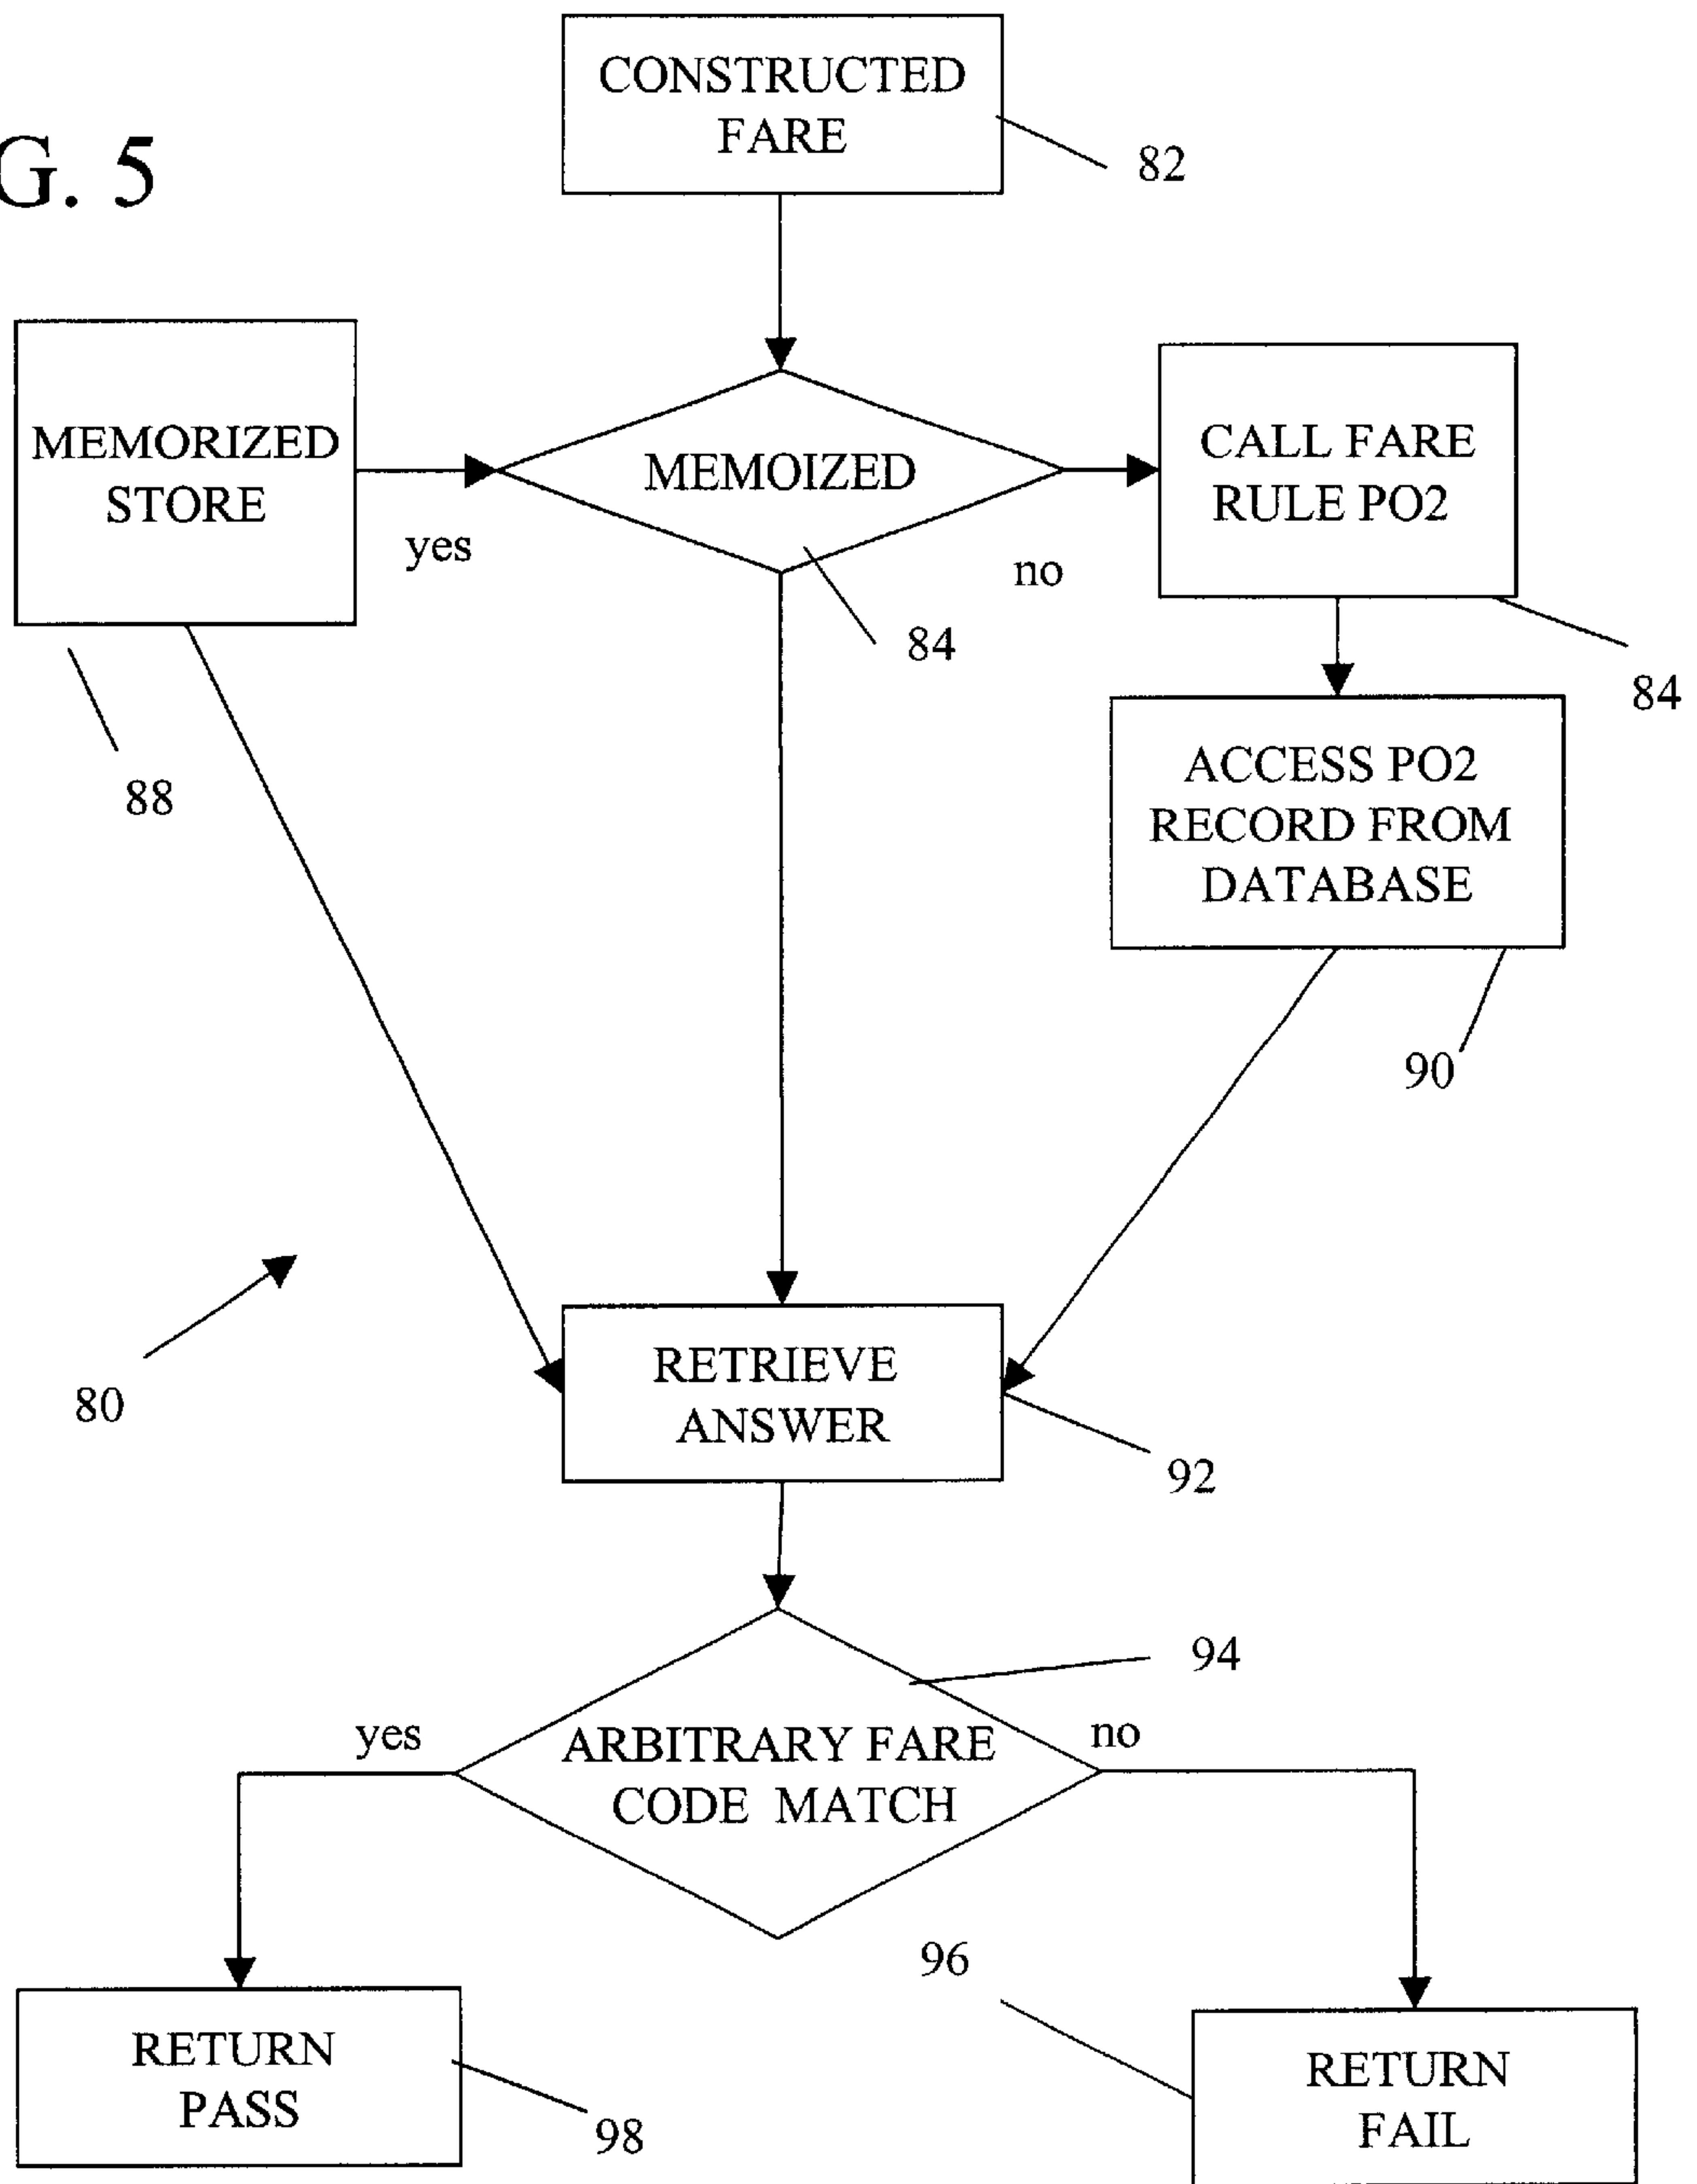 G. 5
CONSTRUCTED
FARE
82
MEMORIZED
STORE
yes
MEMOIZED
no
CALL FARE
RULE PO2
84
84
88
ACCESS PO2
RECORD FROM
DATABASE
90
80
RETRIEVE
ANSWER
92
94
yes
ARBITRARY FARE
CODE MATCH
no
96
RETURN
PASS
98
RETURN
FAIL